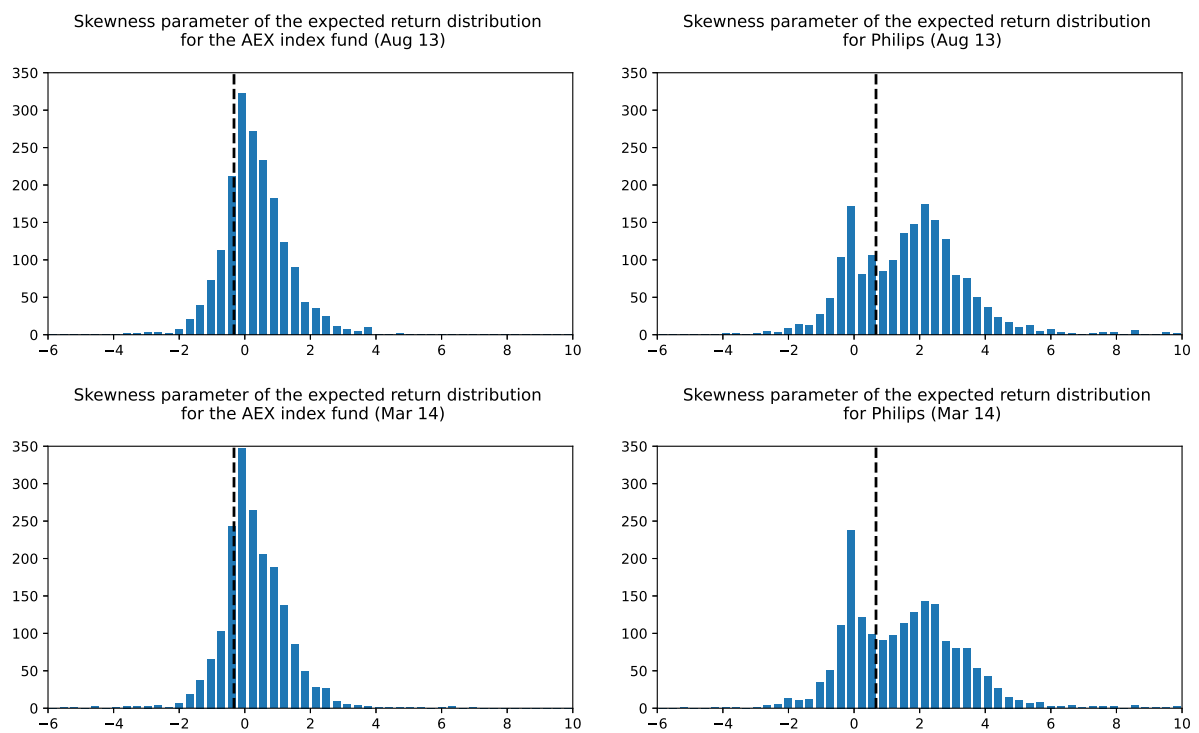 Skewness parameter of the expected return distribution
for the AEX index fund (Aug 13)
350
300
250
200
150
100
50
0
−6 −4 −2 0 2 4 6 8 10
Skewness parameter of the expected return distribution
for Philips (Aug 13)
350
300
250
200
150
100
50
0
−6 −4 −2 0 2 4 6 8 10
Skewness parameter of the expected return distribution
for the AEX index fund (Mar 14)
350
300
250
200
150
100
50
0
−6 −4 −2 0 2 4 6 8 10
Skewness parameter of the expected return distribution
for Philips (Mar 14)
350
300
250
200
150
100
50
0
−6 −4 −2 0 2 4 6 8 10